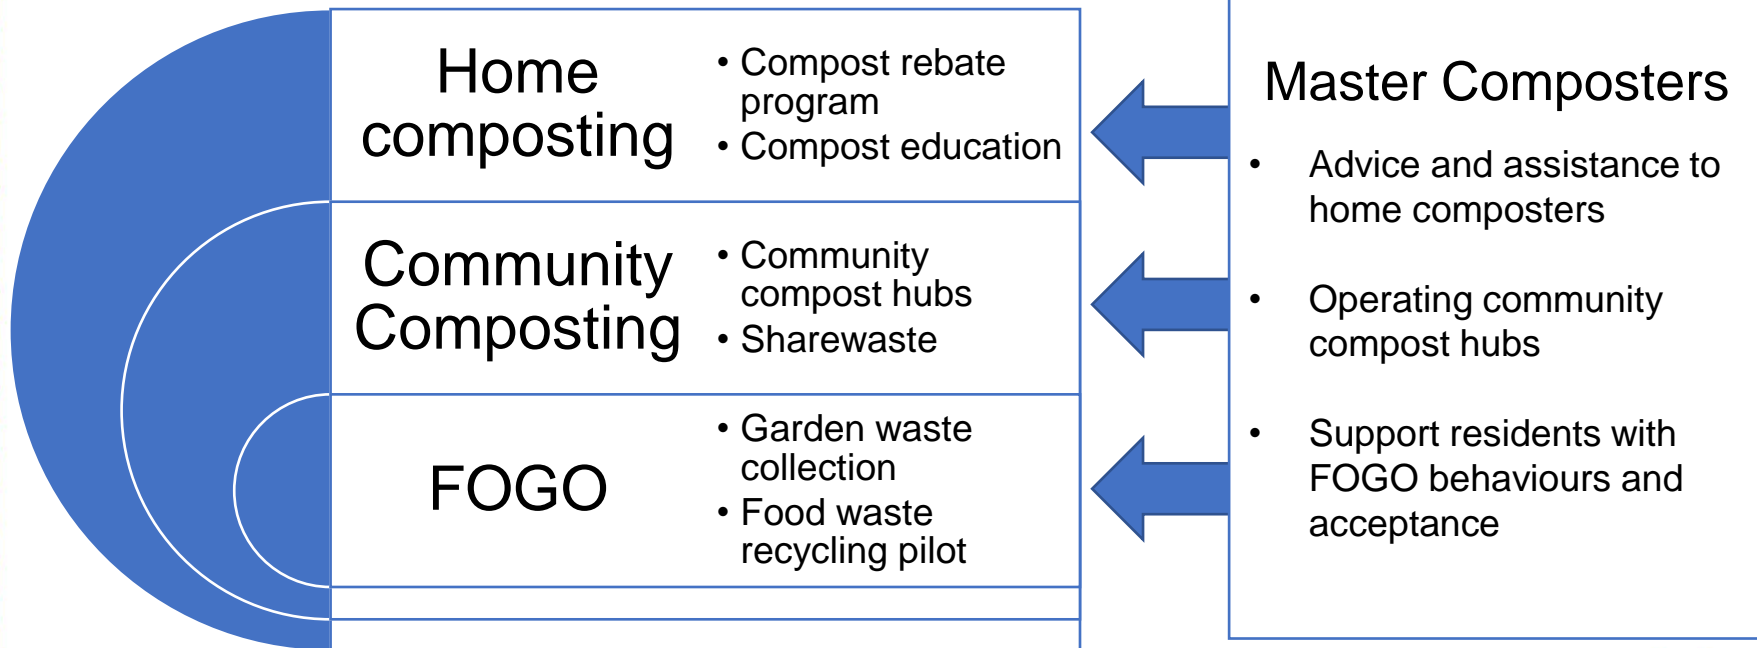 Home
composting
• Compost rebate
program
• Compost education
Community
Composting
• Community
compost hubs
• Sharewaste
FOGO
• Garden waste
collection
• Food waste
recycling pilot
Master Composters
• Advice and assistance to
home composters
• Operating community
compost hubs
• Support residents with
FOGO behaviours and
acceptance